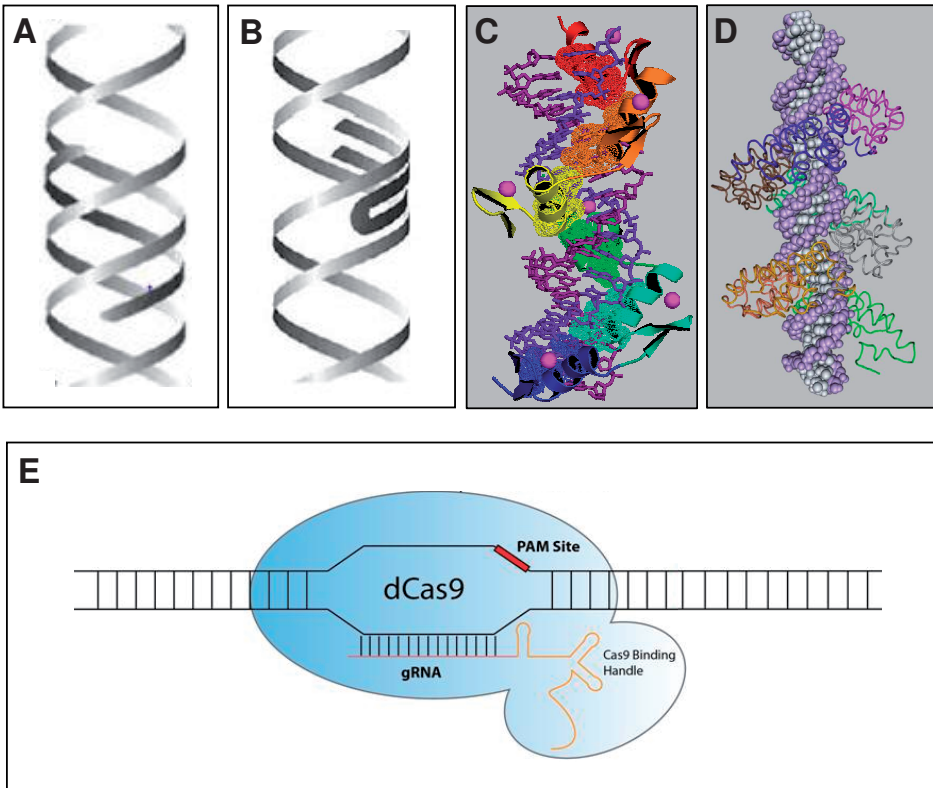 A
B
C
D
E
PAM Site
dCas9
gRNA
Cas9 Binding
Handle